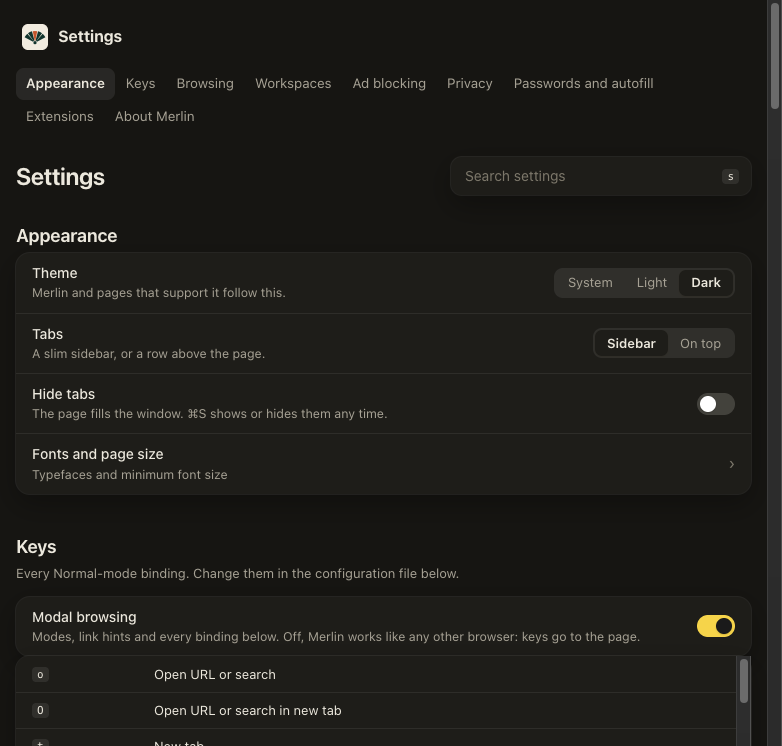 Settings
Appearance Keys Browsing Workspaces Ad blocking Privacy Passwords and autofill
Extensions About Merlin
Settings
Search settings s
Appearance
Theme
Merlin and pages that support it follow this.
System Light Dark
Tabs
A slim sidebar, or a row above the page.
Sidebar On top
Hide tabs
The page fills the window. ⌘S shows or hides them any time.
Fonts and page size
Typefaces and minimum font size
Keys
Every Normal-mode binding. Change them in the configuration file below.
Modal browsing
Modes, link hints and every binding below. Off, Merlin works like any other browser: keys go to the page.
o Open URL or search
O Open URL or search in new tab
t New tab